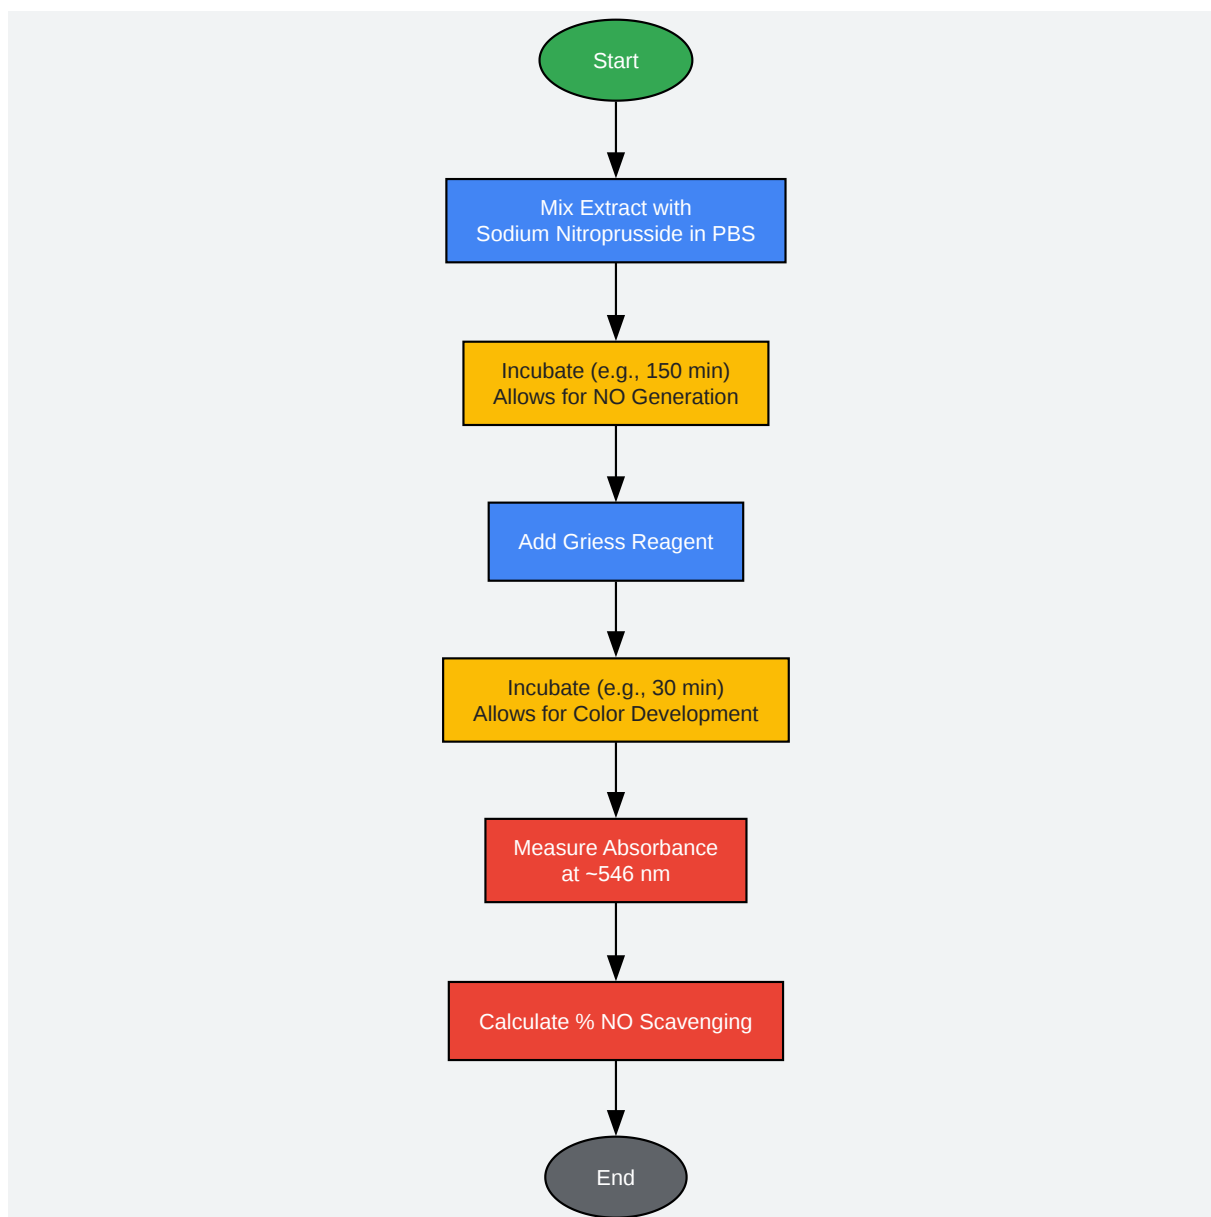 Start
Mix Extract with
Sodium Nitroprusside in PBS
Incubate (e.g., 150 min)
Allows for NO Generation
Add Griess Reagent
Incubate (e.g., 30 min)
Allows for Color Development
Measure Absorbance
at ~546 nm
Calculate % NO Scavenging
End